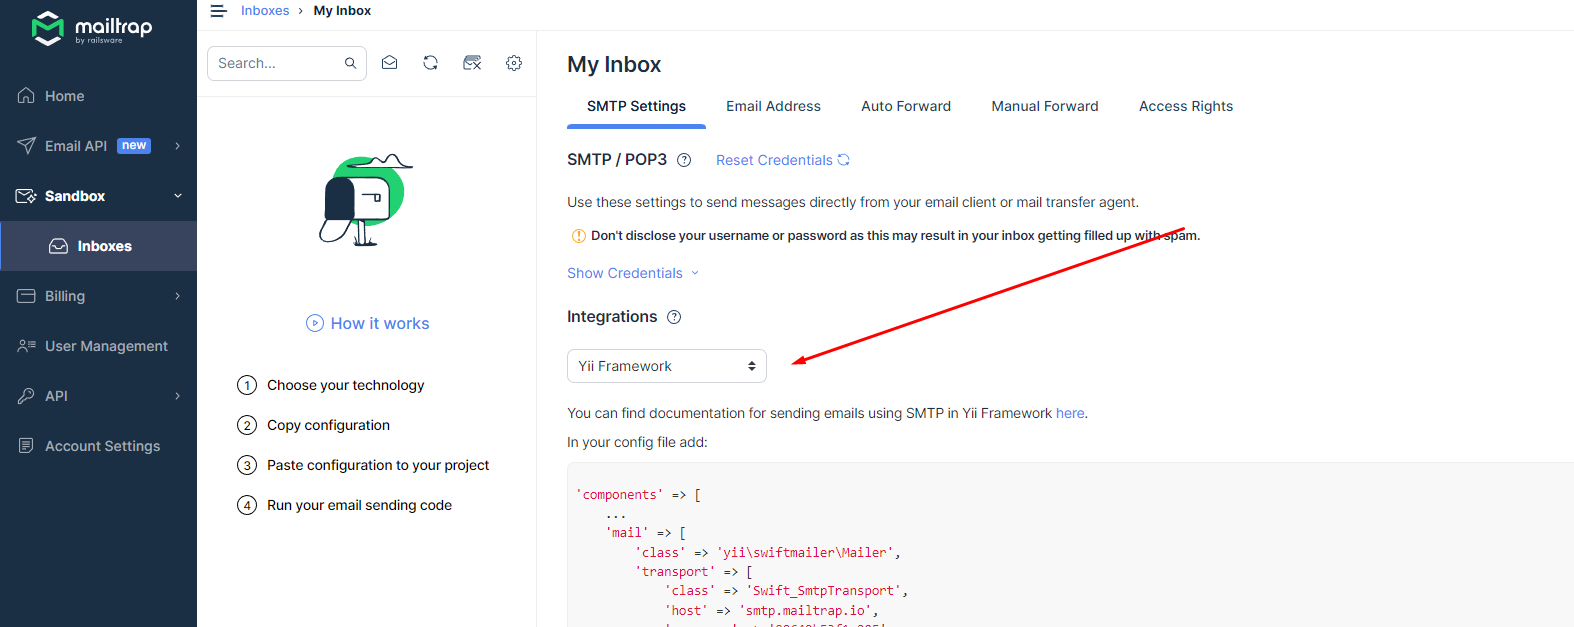 mailtrap
by railsware
Home
Email API new
Sandbox
Inboxes
Billing
User Management
API
Account Settings
Inboxes › My Inbox
Search...
How it works
1 Choose your technology
2 Copy configuration
3 Paste configuration to your project
4 Run your email sending code
My Inbox
SMTP Settings Email Address Auto Forward Manual Forward Access Rights
SMTP / POP3 ? Reset Credentials
Use these settings to send messages directly from your email client or mail transfer agent.
Don't disclose your username or password as this may result in your inbox getting filled up with spam.
Show Credentials
Integrations ?
Yii Framework
You can find documentation for sending emails using SMTP in Yii Framework here.
In your config file add:
'components' => [
...
'mail' => [
'class' => 'yii\swiftmailer\Mailer',
'transport' => [
'class' => 'Swift_SmtpTransport',
'host' => 'smtp.mailtrap.io',